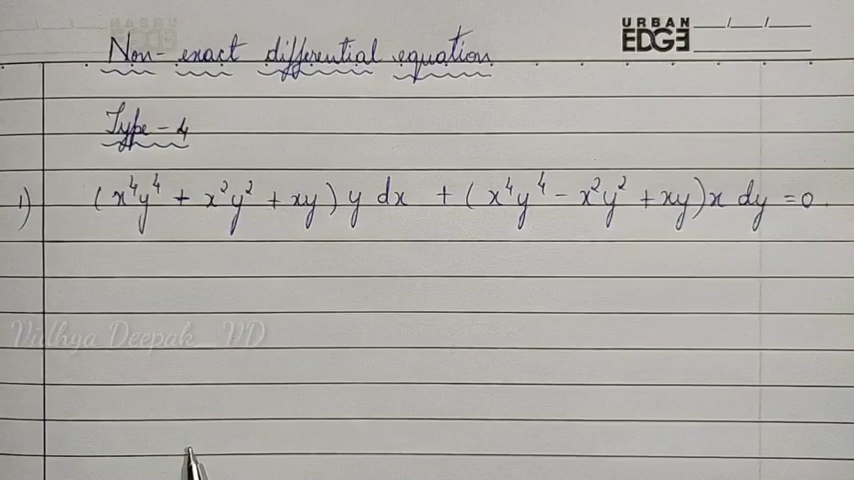 URBAN
EDGE
Non-exact differential equation
Type - 4
1) (x⁴y⁴ + x²y² + xy) y dx + (x⁴y⁴ - x²y² + xy) x dy = 0.
Vidhya Deepak_VD